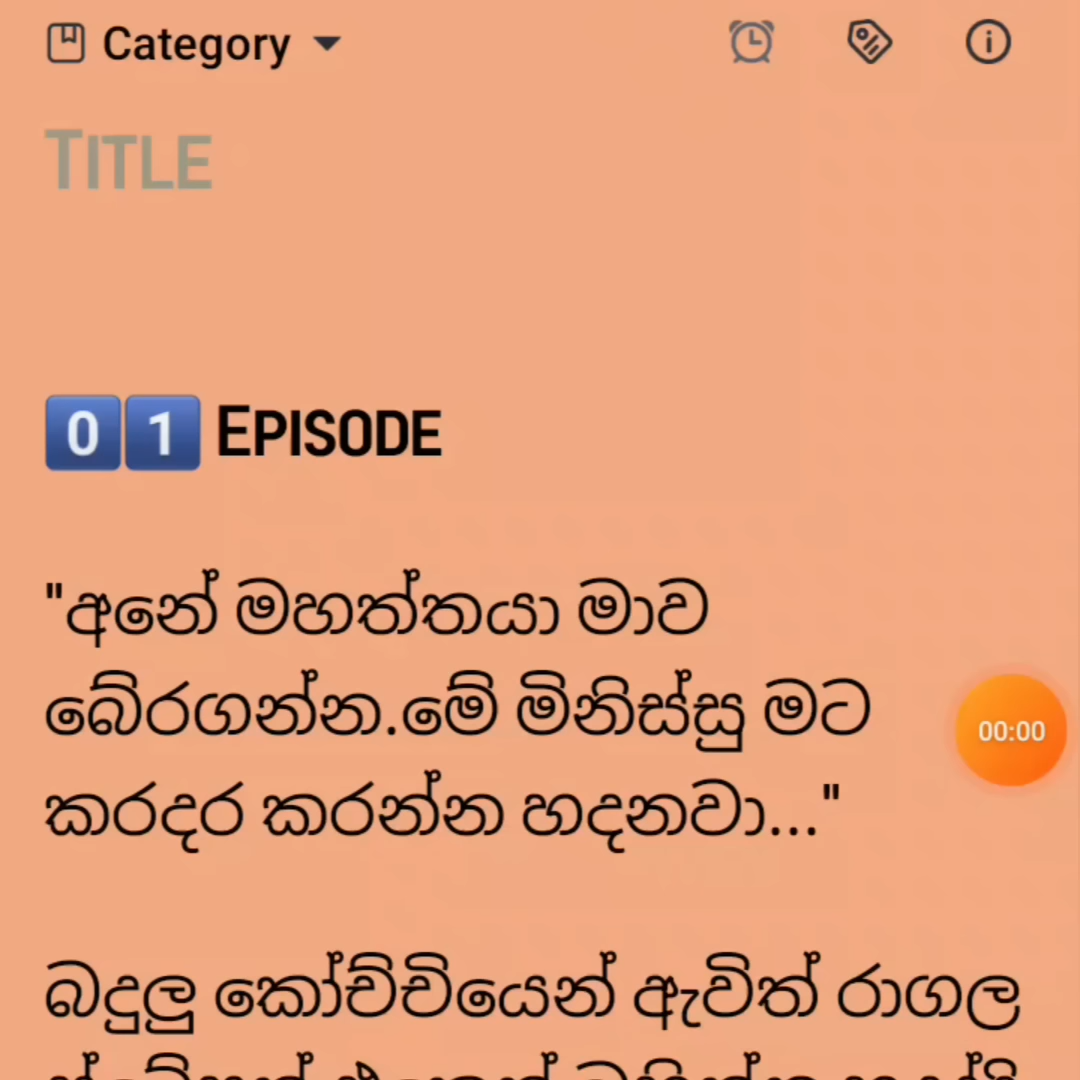 Category
TITLE
01 EPISODE
"අනේ මහත්තයා මාව
බේරගන්න.මේ මිනිස්සු මට
කරදර කරන්න හදනවා..."
00:00
බදුලු කෝච්චියෙන් ඇවිත් රාගල